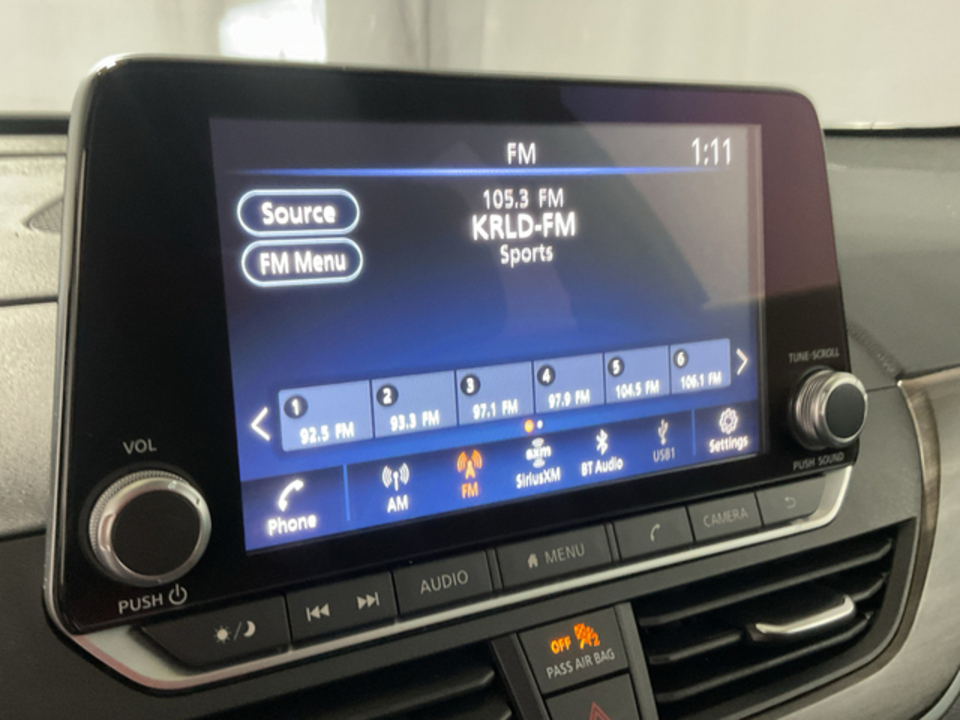 FM
1:11
Source
105.3 FM
KRLD-FM
FM Menu
Sports
1
92.5 FM
2
93.3 FM
3
97.1 FM
4
97.9 FM
5
104.5 FM
6
106.1 FM
Phone
AM
FM
sxm
SiriusXM
BT Audio
USB1
Settings
VOL
PUSH
TUNE·SCROLL
PUSH SOUND
AUDIO
MENU
CAMERA
OFF
2
PASS AIR BAG